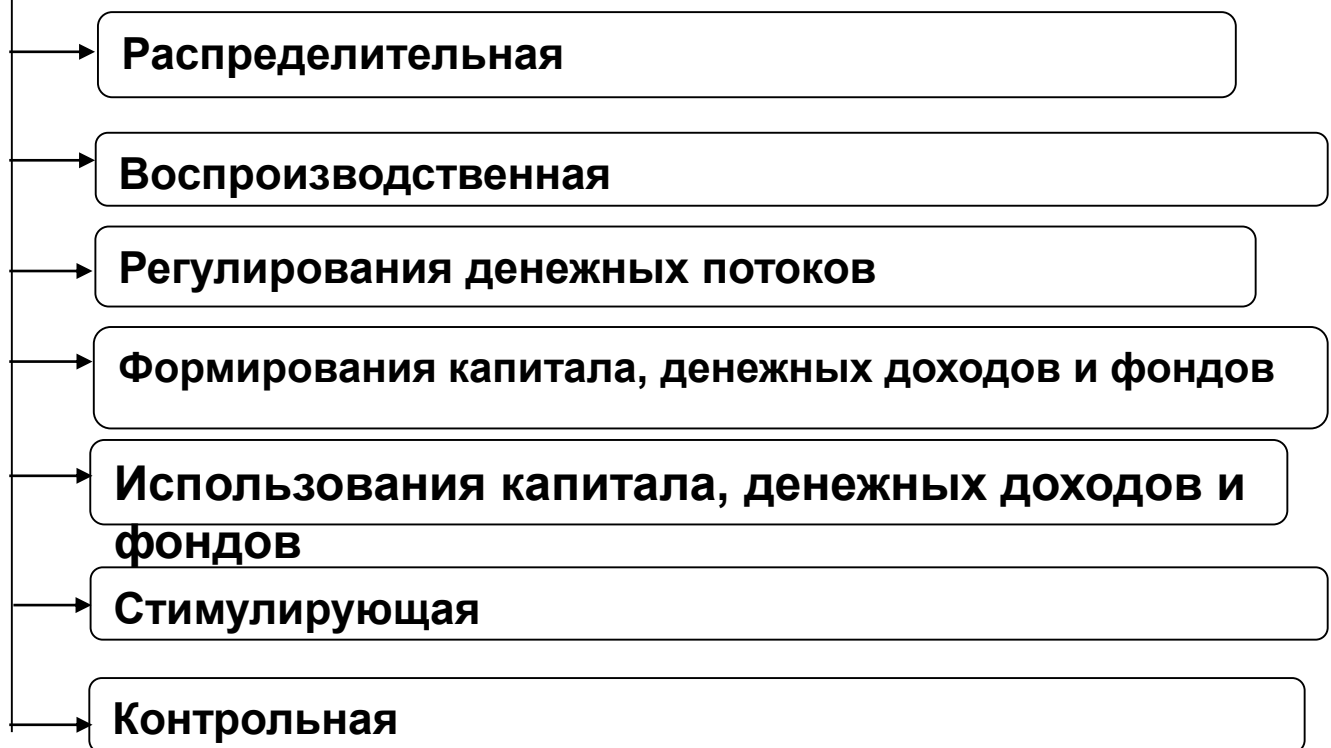 Распределительная
Воспроизводственная
Регулирования денежных потоков
Формирования капитала, денежных доходов и фондов
Использования капитала, денежных доходов и
фондов
Стимулирующая
Контрольная